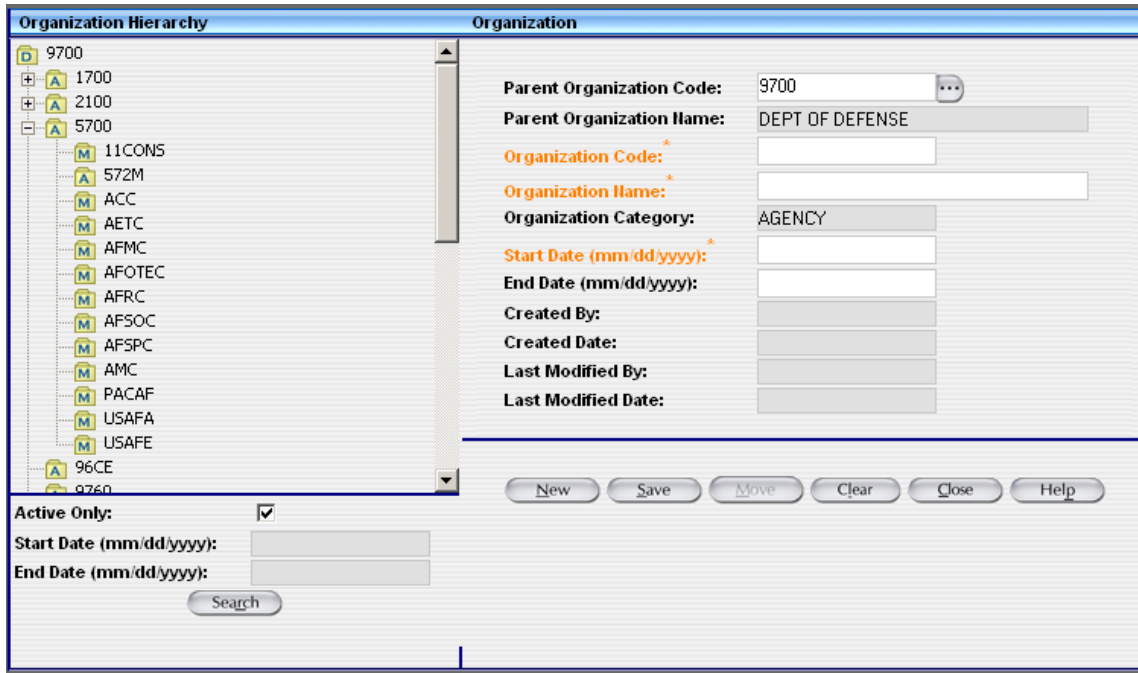 Organization Hierarchy
D 9700
A 1700
A 2100
A 5700
M 11CONS
A 572M
M ACC
M AETC
M AFMC
M AFOTEC
M AFRC
M AFSOC
M AFSPC
M AMC
M PACAF
M USAFA
M USAFE
A 96CE
A 9760
Active Only:
Start Date (mm/dd/yyyy):
End Date (mm/dd/yyyy):
Search
Organization
Parent Organization Code: 9700 ...
Parent Organization Name: DEPT OF DEFENSE
Organization Code:*
Organization Name:*
Organization Category: AGENCY
Start Date (mm/dd/yyyy):*
End Date (mm/dd/yyyy):
Created By:
Created Date:
Last Modified By:
Last Modified Date:
New Save Move Clear Close Help